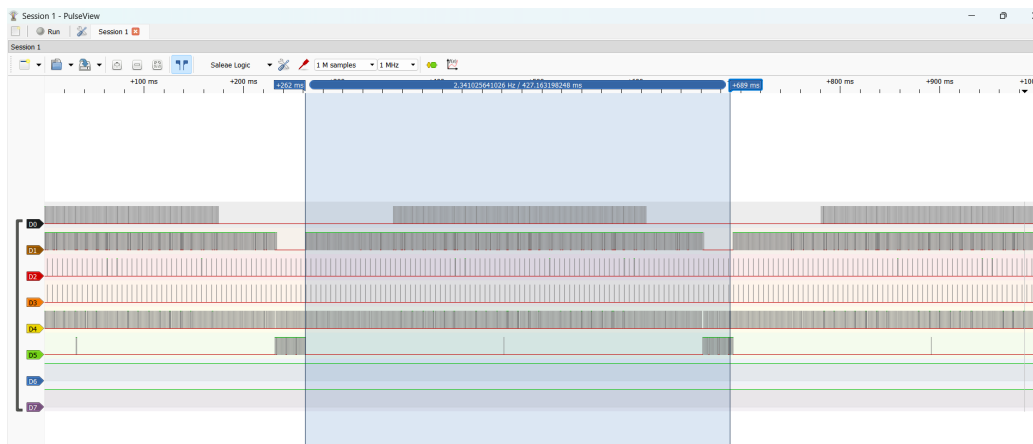 Session 1 - PulseView
Run Session 1
Session 1
Saleae Logic 1 M samples 1 MHz
+100 ms +200 ms +800 ms +900 ms
+262 ms 2.341025641026 Hz / 427.163198248 ms +689 ms
D0
D1
D2
D3
D4
D5
D6
D7